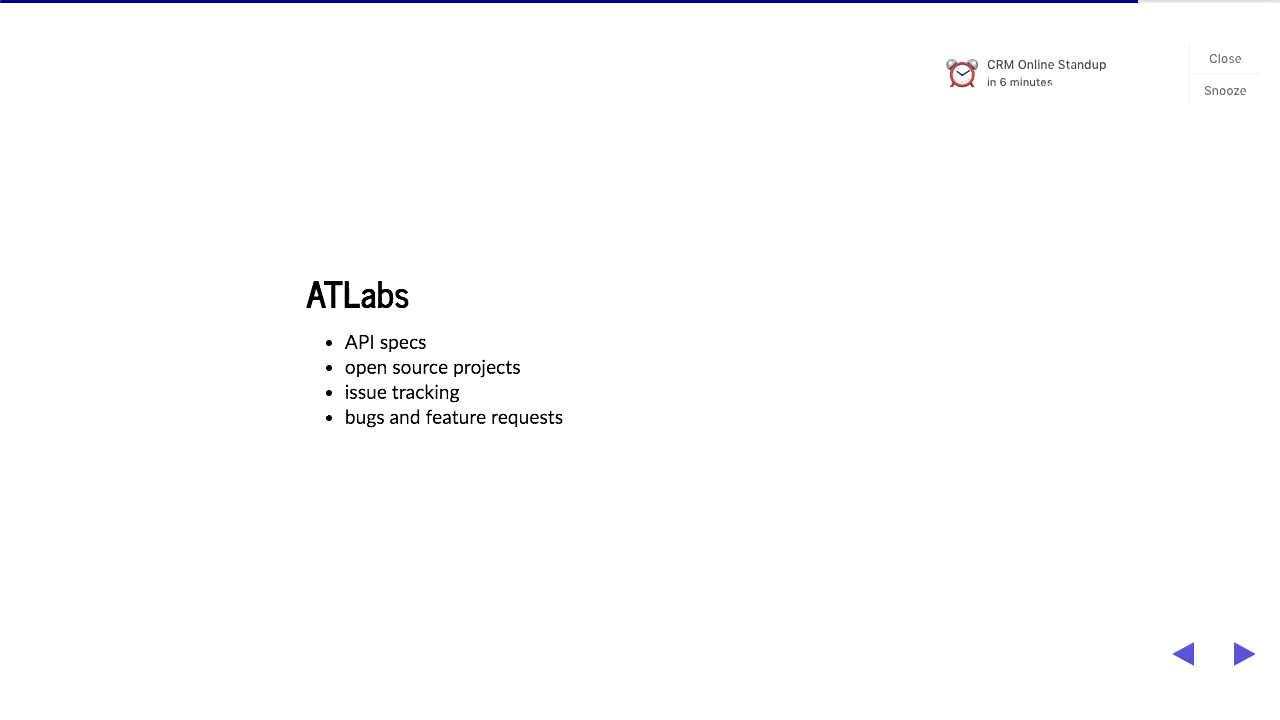 CRM Online Standup
in 6 minutes
Close
Snooze
ATLabs
API specs
open source projects
issue tracking
bugs and feature requests